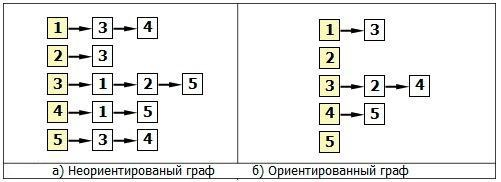 1 3 4
2 3
3 1 2 5
4 1 5
5 3 4
а) Неориентированый граф
1 3
2
3 2 4
4 5
5
б) Ориентированный граф